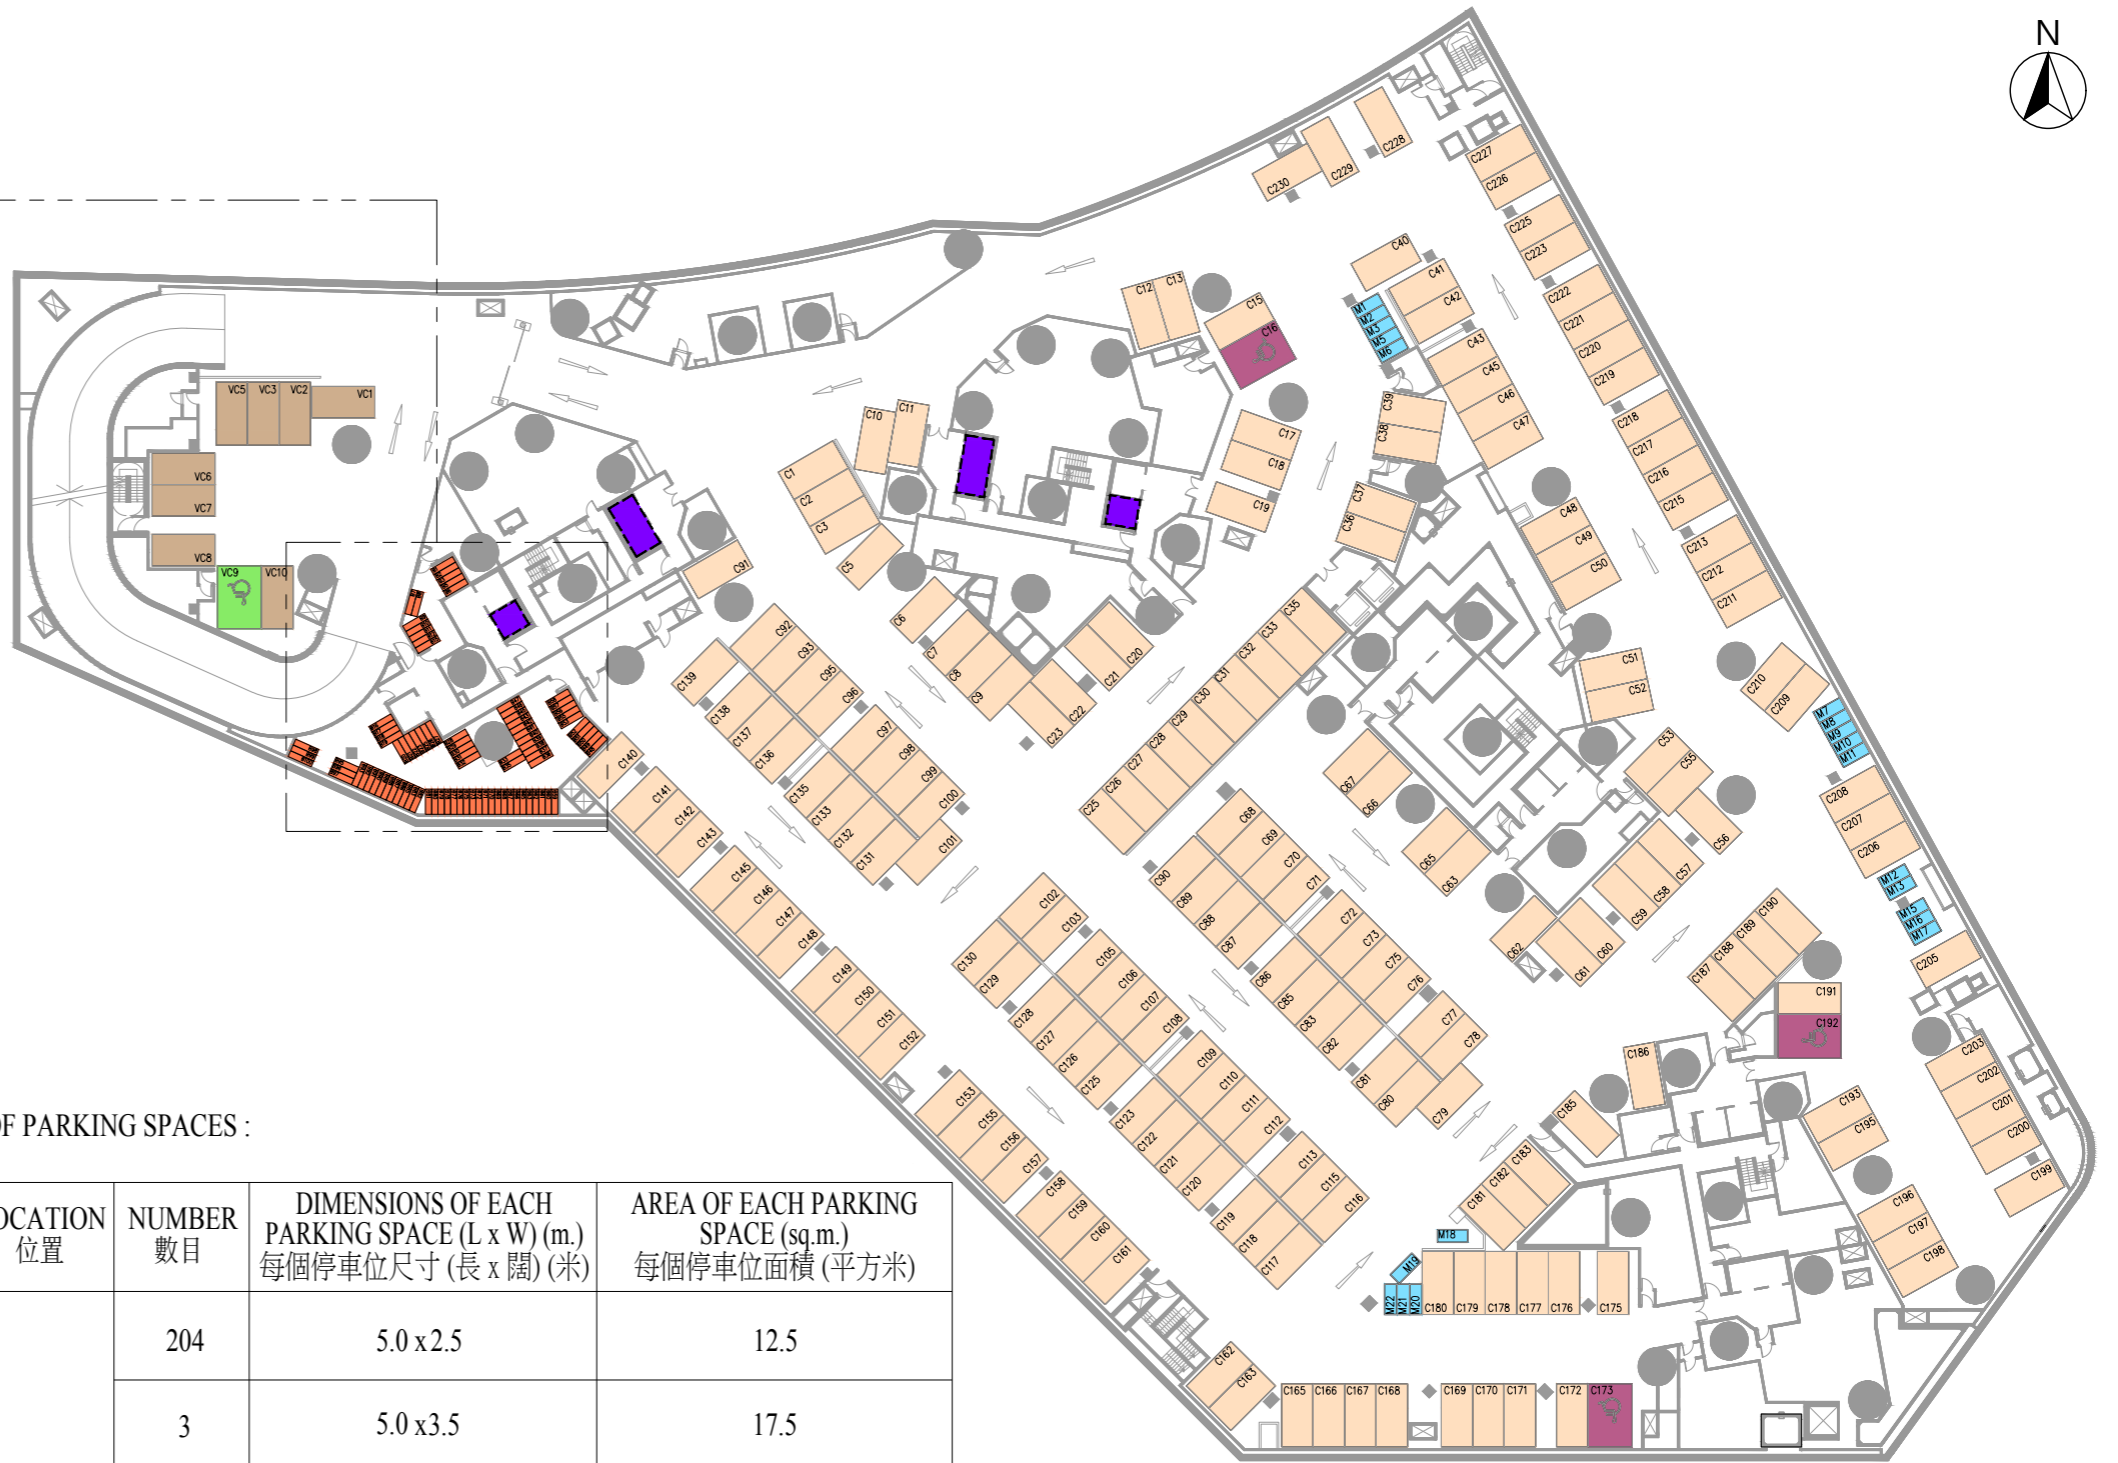 N
C228
C229
C230
C227
C226
C225
C223
C222
C221
C220
C219
C218
C217
C216
C215
C213
C212
C211
C210
C209
C40
C41
C42
C43
C45
C46
C47
M1
M2
M3
M5
M6
C12
C13
C15
C16
C17
C18
C19
C39
C38
C37
C36
C48
C49
C50
C51
C52
C53
C55
C56
C57
C58
C59
C60
C61
C62
C63
C65
C66
C67
VC5
VC3
VC2
VC1
VC6
VC7
VC8
VC9
VC10
C10
C11
C1
C2
C3
C5
C6
C7
C8
C9
C20
C21
C22
C23
C91
C92
C93
C95
C96
C97
C98
C99
C100
C101
C139
C138
C137
C136
C135
C133
C132
C131
C35
C33
C32
C31
C30
C29
C28
C27
C26
C25
C68
C69
C70
C71
C72
C73
C75
C76
C77
C78
C79
C90
C89
C88
C87
C86
C85
C83
C82
C81
C80
C140
C141
C142
C143
C145
C146
C147
C148
C149
C150
C151
C152
C153
C155
C156
C157
C158
C159
C160
C161
C162
C163
C102
C103
C105
C106
C107
C108
C109
C110
C111
C112
C113
C115
C116
C130
C129
C128
C127
C126
C125
C123
C122
C121
C120
C119
C118
C117
M7
M8
M9
M10
M11
C208
C207
C206
M12
M13
M15
M16
M17
C205
C190
C189
C188
C187
C191
C192
C186
C185
C183
C182
C181
C193
C195
C196
C197
C198
C203
C202
C201
C200
C199
M18
M19
M22
M21
M20
C180
C179
C178
C177
C176
C175
C165
C166
C167
C168
C169
C170
C171
C172
C173
OF PARKING SPACES :
OCATION
位置
NUMBER
數目
DIMENSIONS OF EACH
PARKING SPACE (L x W) (m.)
每個停車位尺寸 (長 x 闊) (米)
AREA OF EACH PARKING
SPACE (sq.m.)
每個停車位面積 (平方米)
204
5.0 x 2.5
12.5
3
5.0 x3.5
17.5